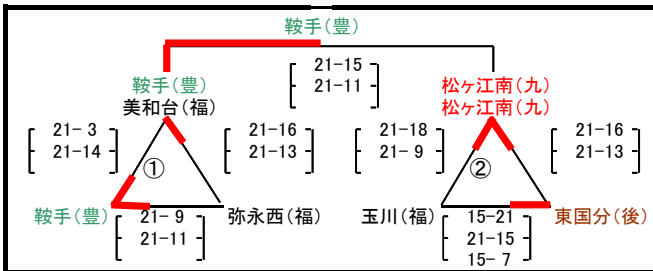 鞍手(豊)
21-15
21-11
鞍手(豊)
美和台(福)
松ヶ江南(九)
松ヶ江南(九)
21- 3
21-14
21-16
21-13
21-18
21- 9
21-16
21-13
①
②
鞍手(豊)
21- 9
21-11
弥永西(福)
玉川(福)
15-21
21-15
15- 7
東国分(後)